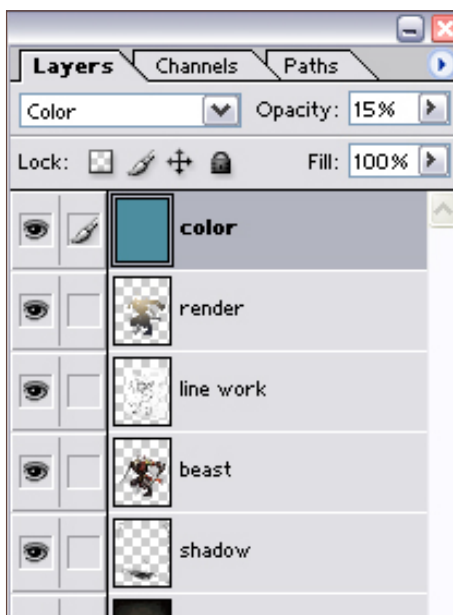 Layers Channels Paths
Color Opacity: 15%
Lock: Fill: 100%
color
render
line work
beast
shadow